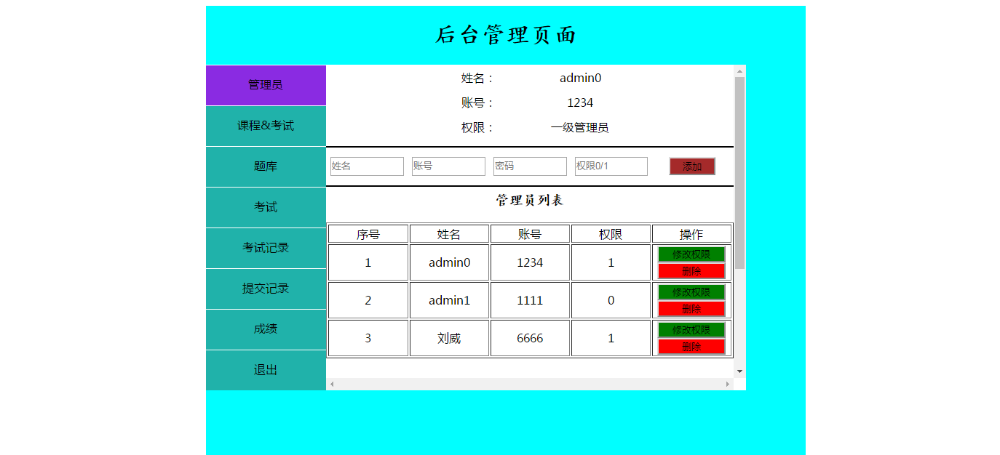 后台管理页面
管理员
课程&考试
题库
考试
考试记录
提交记录
成绩
退出
姓名： admin0
账号： 1234
权限： 一级管理员
姓名 账号 密码 权限0/1 添加
管理员列表
序号 姓名 账号 权限 操作
1 admin0 1234 1 修改权限
删除
2 admin1 1111 0 修改权限
删除
3 刘威 6666 1 修改权限
删除